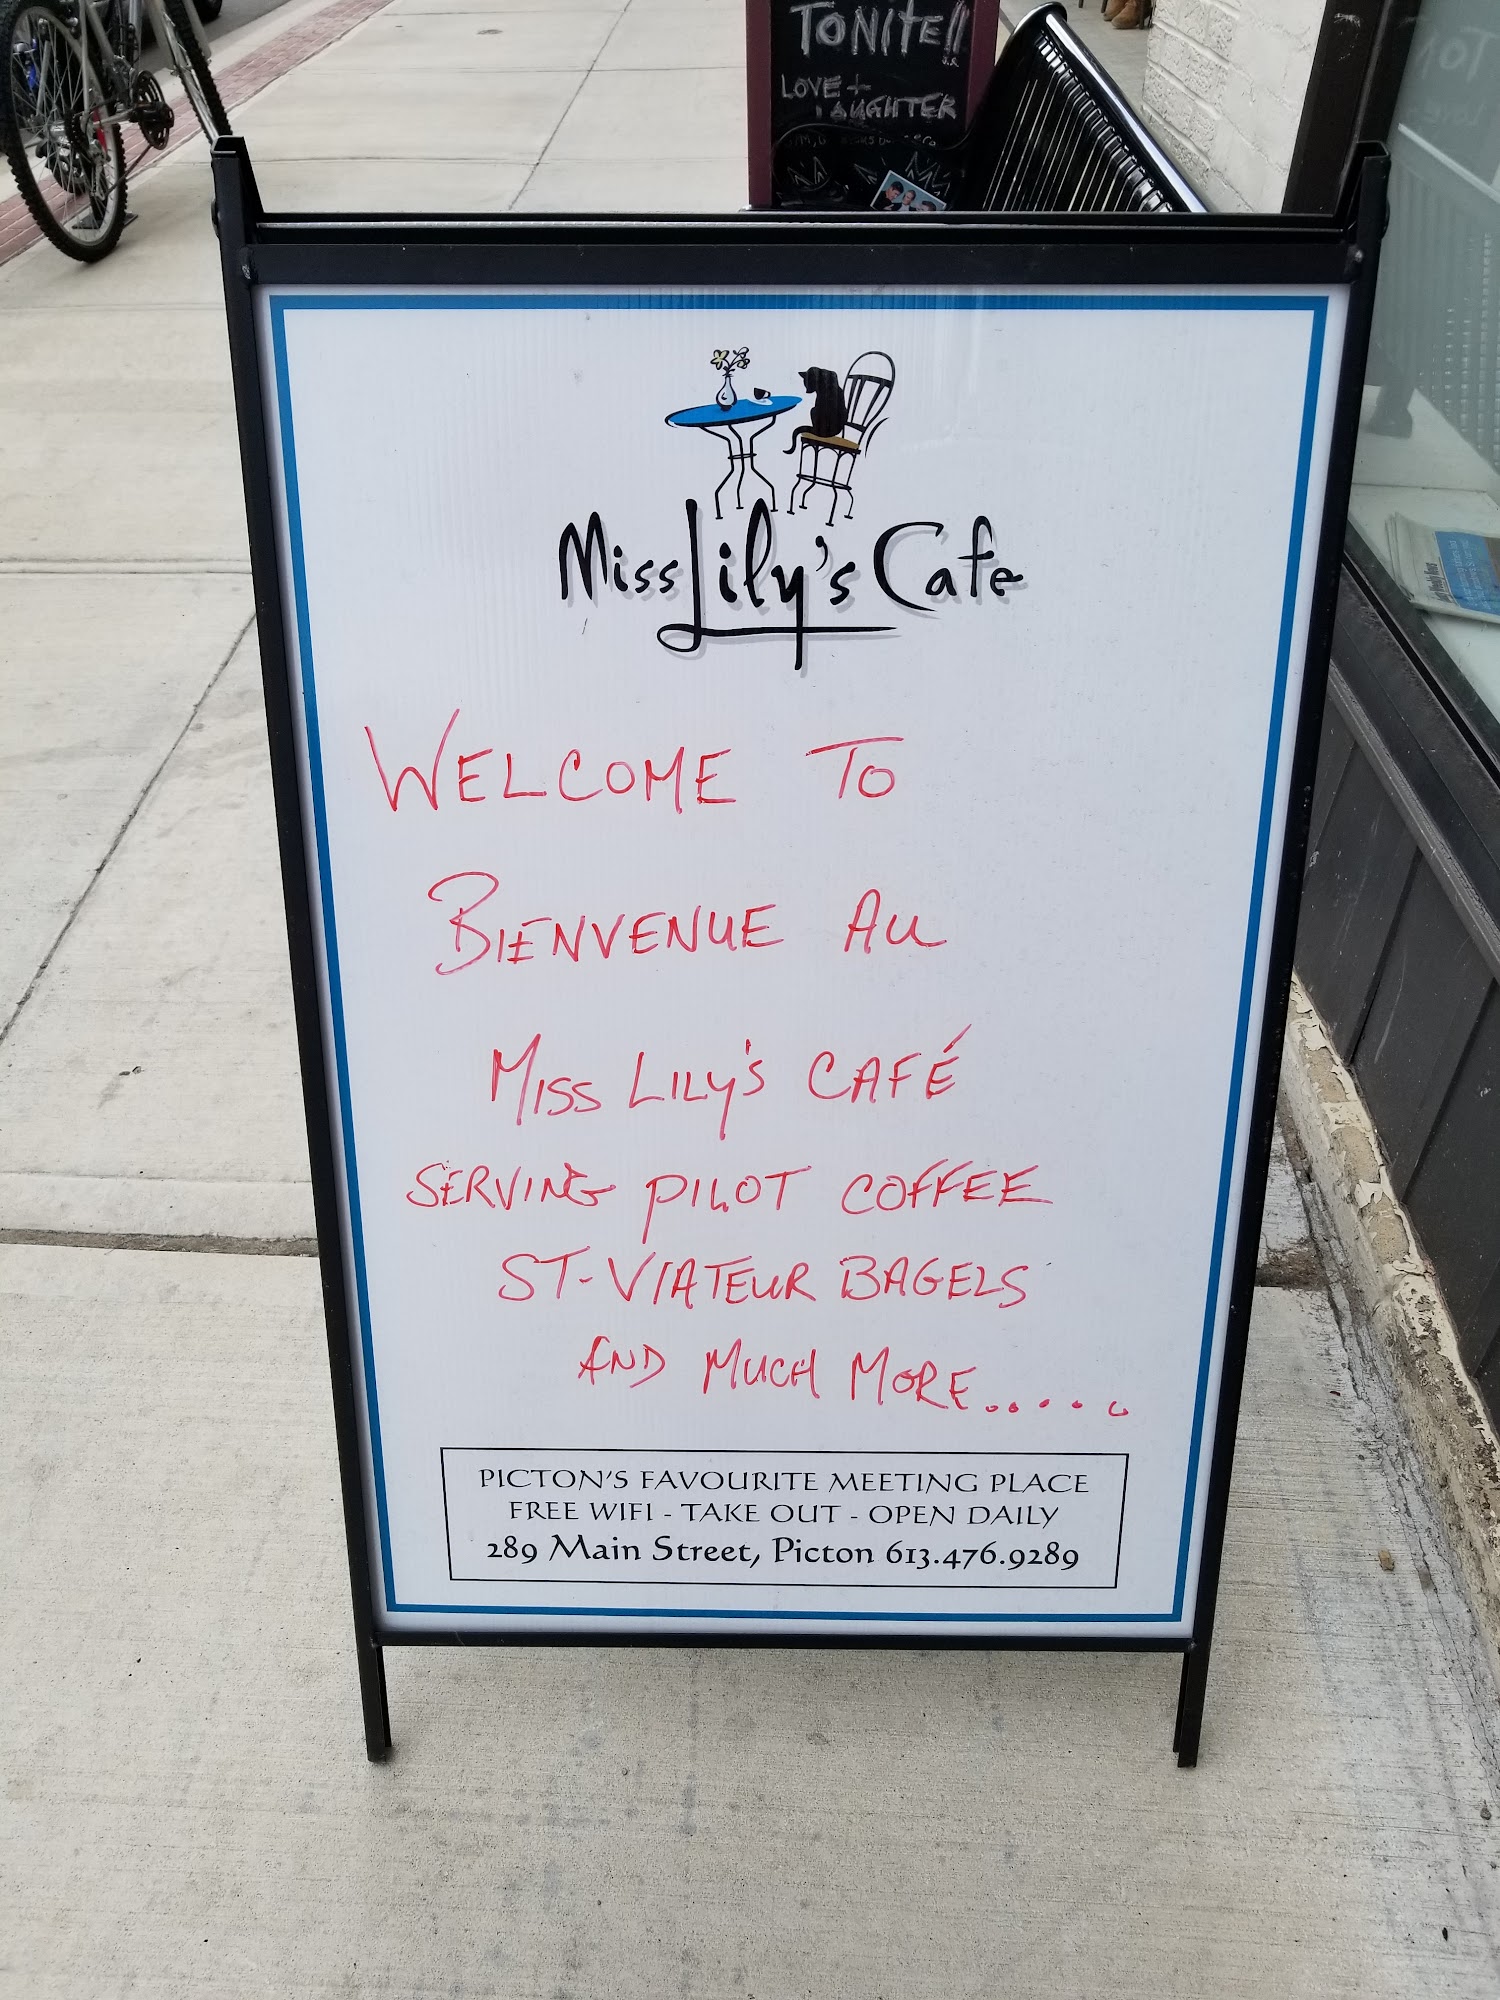 TONITE!!
LOVE +
LAUGHTER
Miss Lily's Cafe
WELCOME TO
BIENVENUE AU
MISS LILY'S CAFÉ
SERVING PILOT COFFEE
ST-VIATEUR BAGELS
AND MUCH MORE......
PICTON'S FAVOURITE MEETING PLACE
FREE WIFI - TAKE OUT - OPEN DAILY
289 Main Street, Picton 613.476.9289